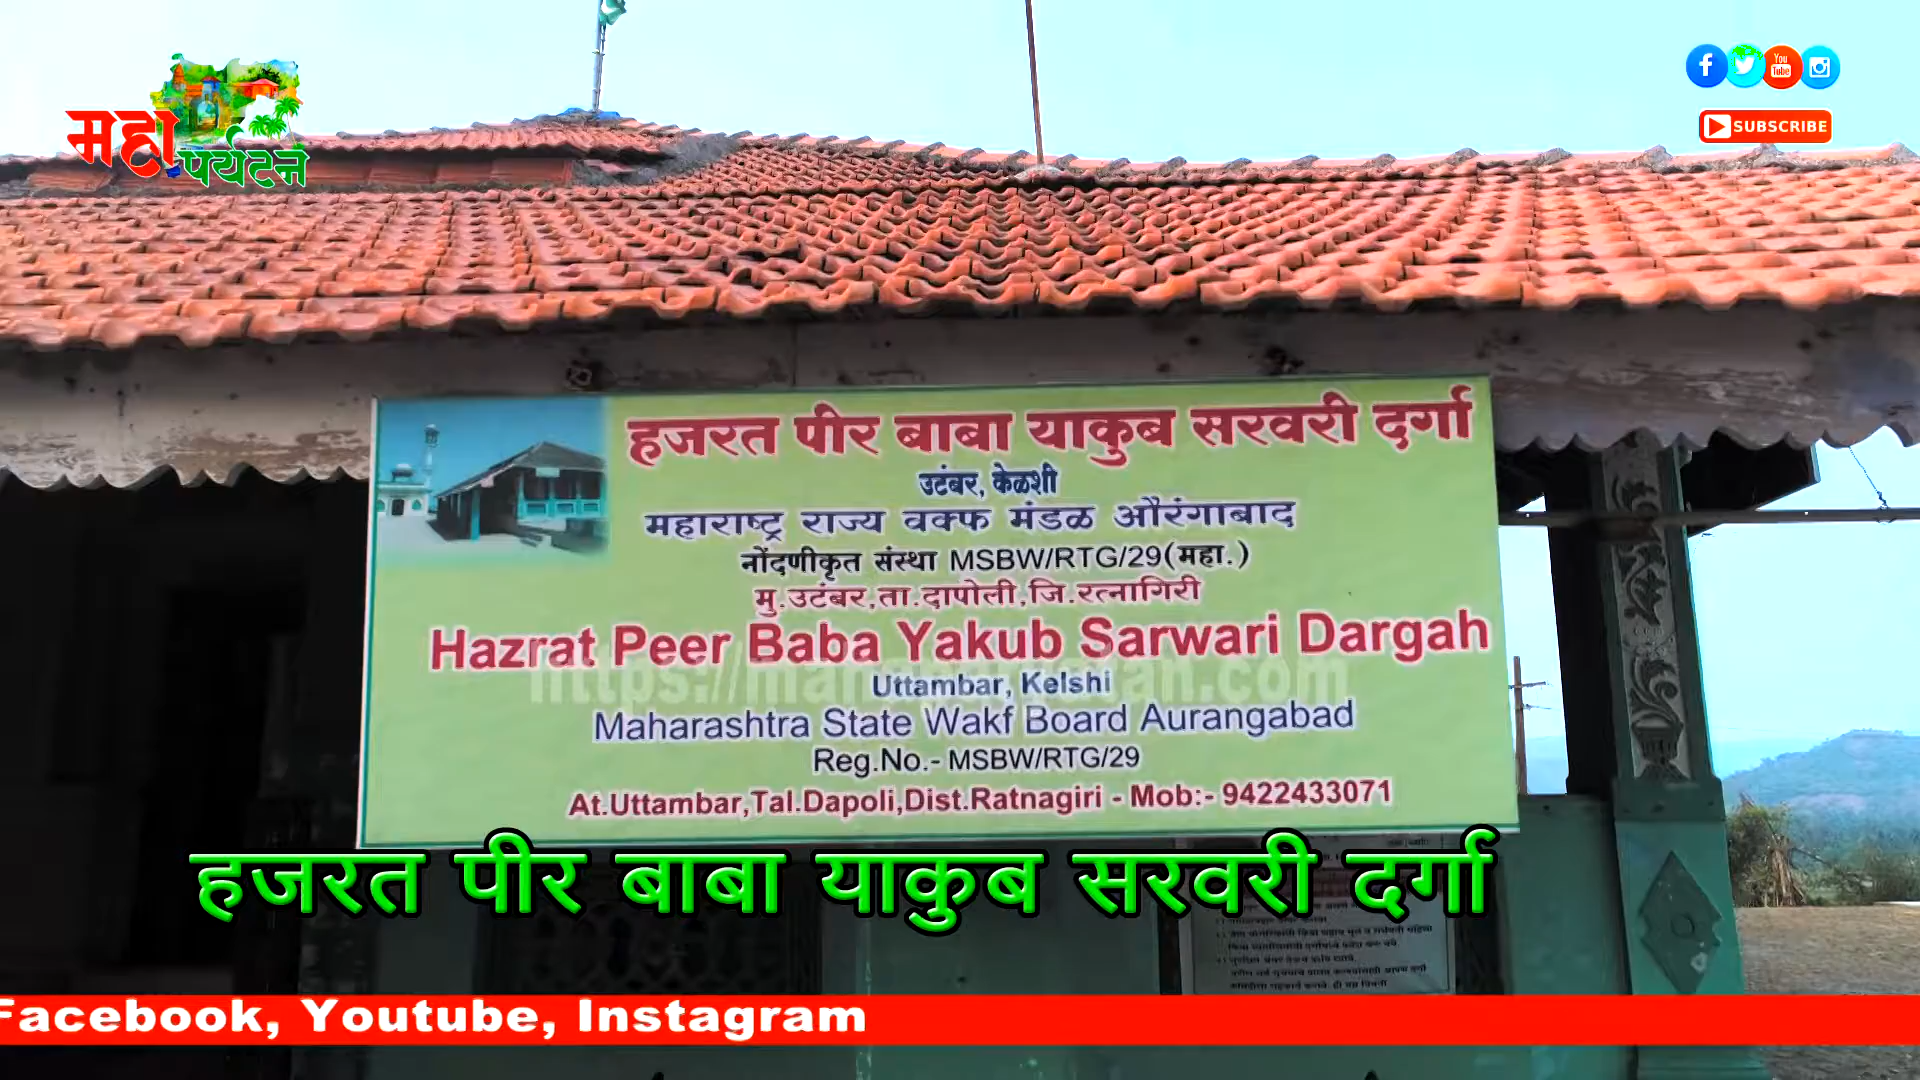 महा
पर्यटन
You
Tube
SUBSCRIBE
हजरत पीर बाबा याकुब सरवरी दर्गा
उटंबर, केळशी
महाराष्ट्र राज्य वक्फ मंडळ औरंगाबाद
नोंदणीकृत संस्था MSBW/RTG/29(महा.)
मु.उटंबर,ता.दापोली,जि.रत्नागिरी
Hazrat Peer Baba Yakub Sarwari Dargah
Uttambar, Kelshi
Maharashtra State Wakf Board Aurangabad
Reg.No.- MSBW/RTG/29
At.Uttambar,Tal.Dapoli,Dist.Ratnagiri - Mob:- 9422433071
हजरत पीर बाबा याकुब सरवरी दर्गा
Facebook, Youtube, Instagram